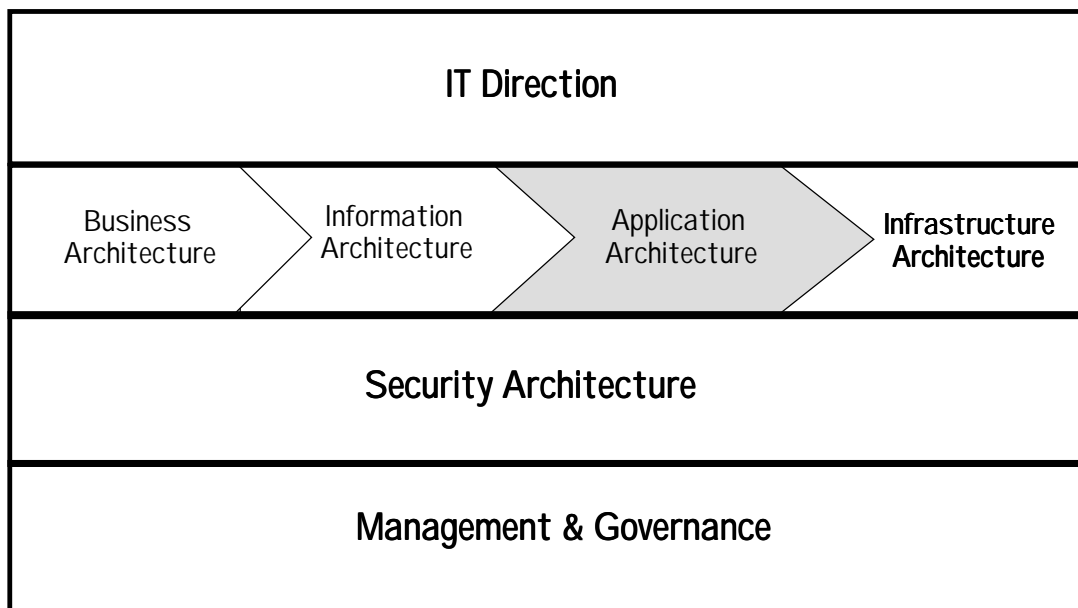 IT Direction
Business
Architecture
Information
Architecture
Application
Architecture
Infrastructure
Architecture
Security Architecture
Management & Governance